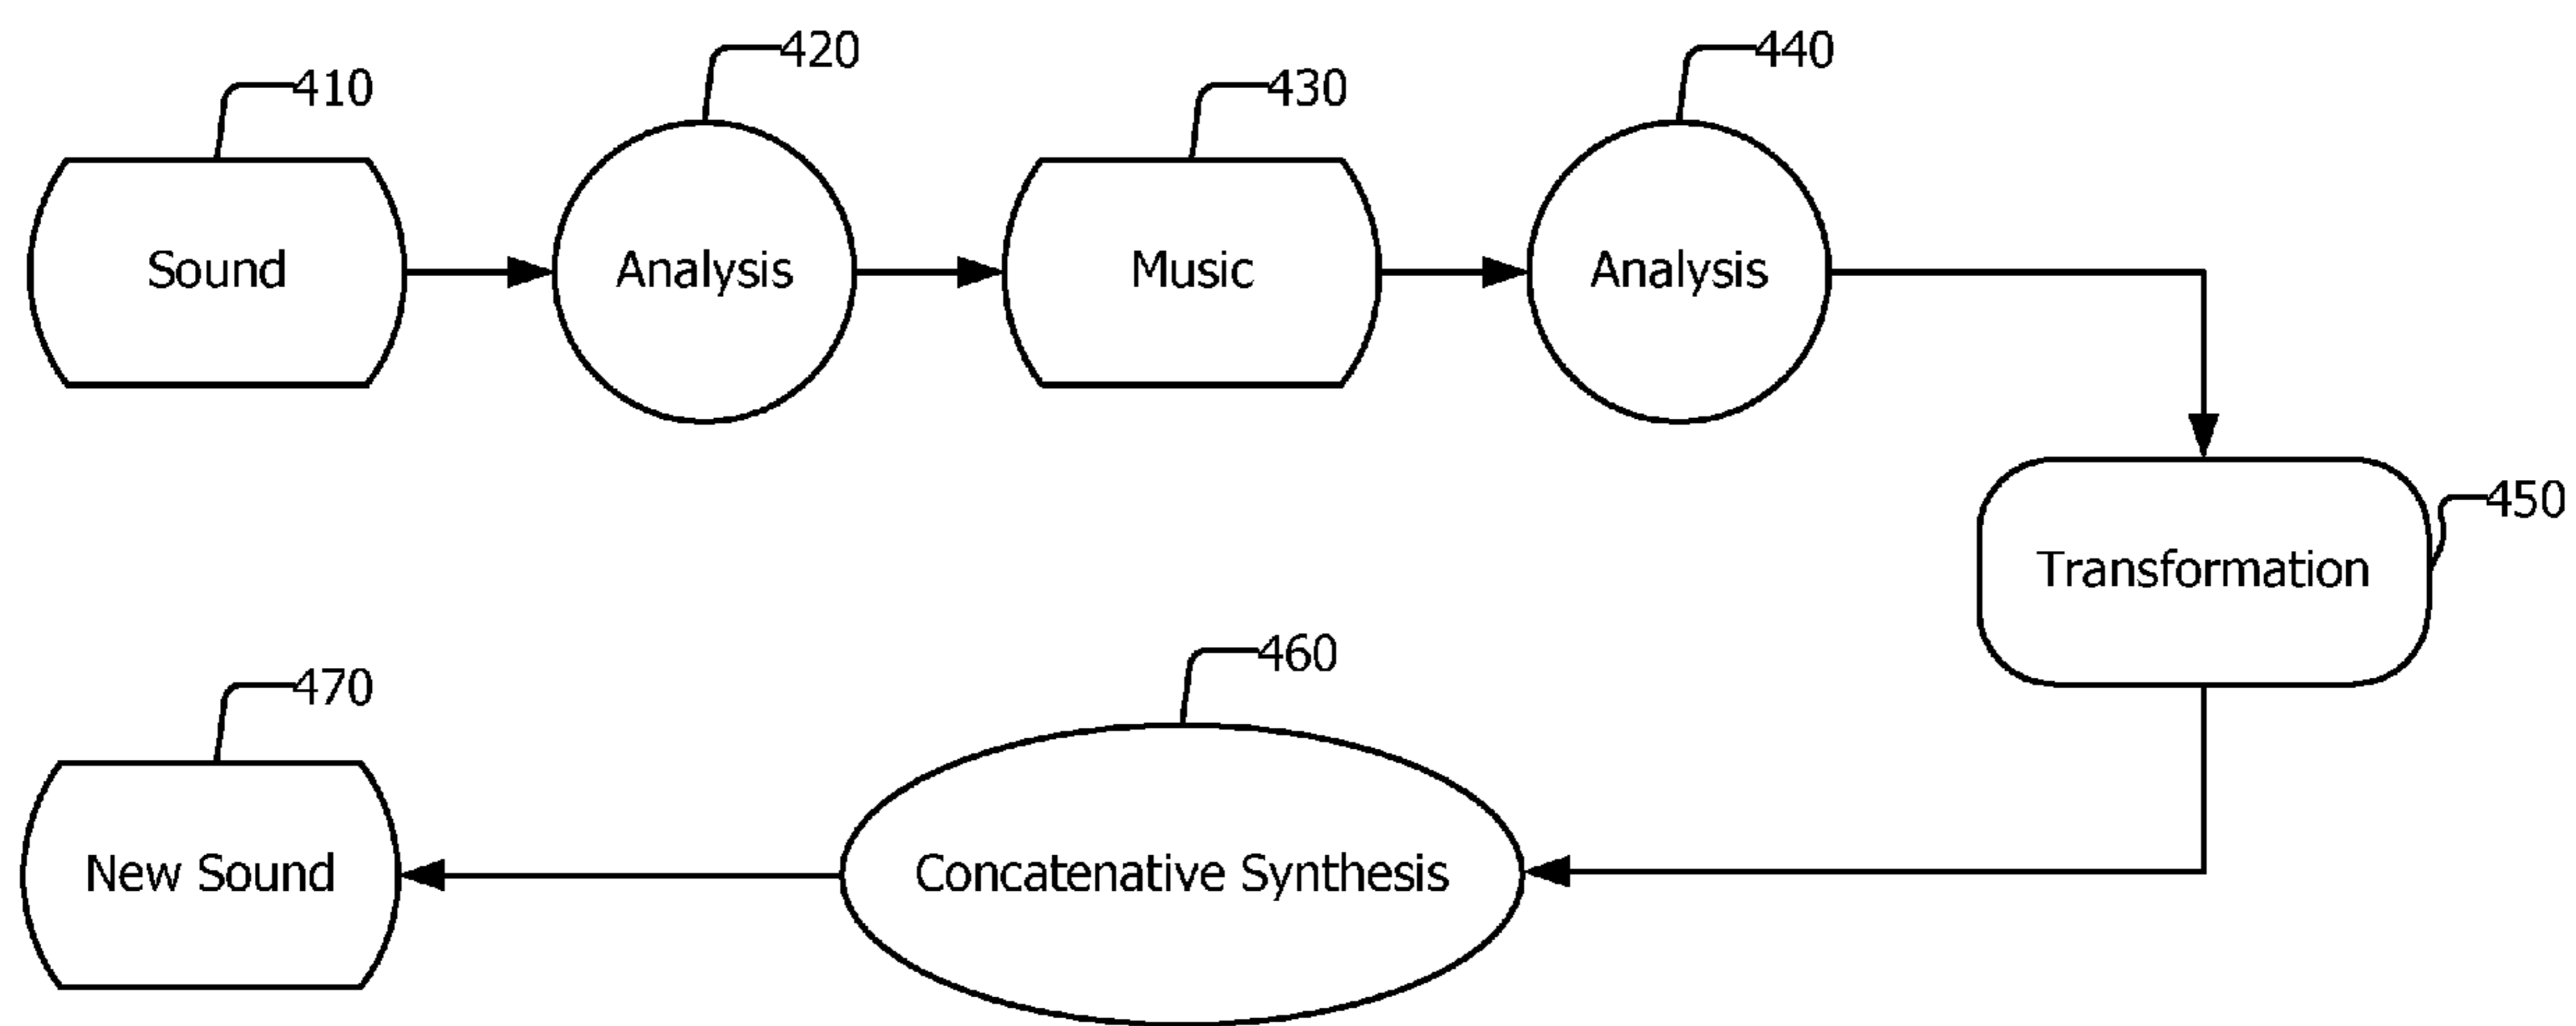 420
440
410
430
Sound
Analysis
Music
Analysis
450
Transformation
460
470
New Sound
Concatenative Synthesis